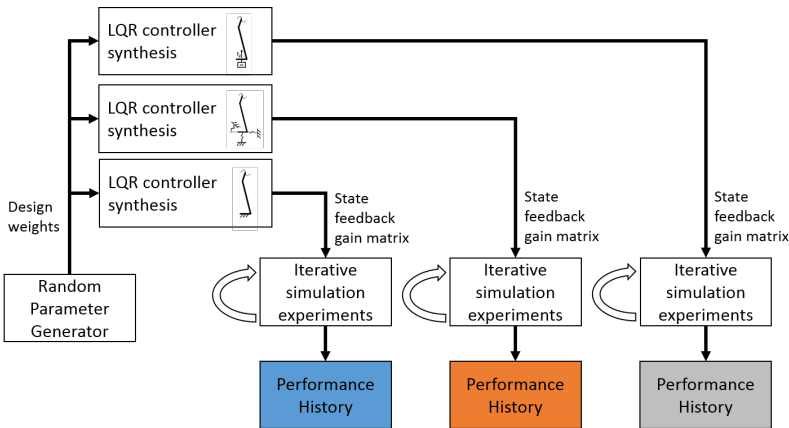 LQR controller
synthesis
LQR controller
synthesis
LQR controller
synthesis
Design
weights
Random
Parameter
Generator
State
feedback
gain matrix
State
feedback
gain matrix
State
feedback
gain matrix
Iterative
simulation
experiments
Iterative
simulation
experiments
Iterative
simulation
experiments
Performance
History
Performance
History
Performance
History